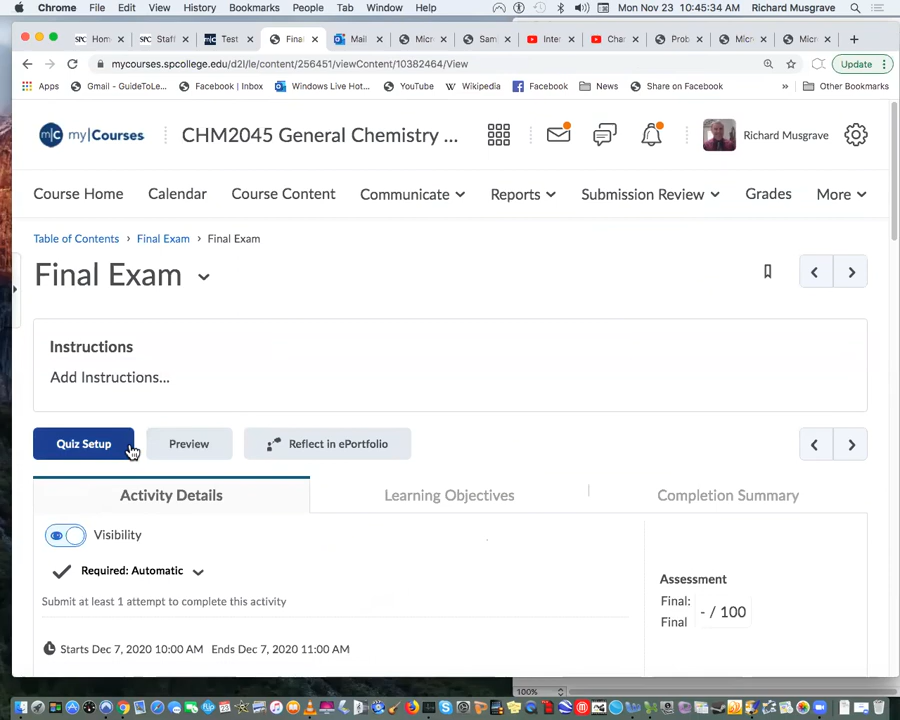 Chrome File Edit View History Bookmarks People Tab Window Help Mon Nov 23 10:45:34 AM Richard Musgrave
SPC Hom SPC Staff Test Final Mail Micr Sam Inter Cha Prob Micr Micr
mycourses.spcollege.edu/d2l/le/content/256451/viewContent/10382464/View Update
Apps Gmail - GuideToLe... Facebook | Inbox Windows Live Hot... YouTube W Wikipedia Facebook News Share on Facebook » Other Bookmarks
m|C my|Courses CHM2045 General Chemistry ... Richard Musgrave
Course Home Calendar Course Content Communicate Reports Submission Review Grades More
Table of Contents › Final Exam › Final Exam
Final Exam
Instructions
Add Instructions...
Quiz Setup Preview Reflect in ePortfolio
Activity Details Learning Objectives Completion Summary
Visibility
Required: Automatic
Submit at least 1 attempt to complete this activity
Assessment
Final: - / 100
Final
Starts Dec 7, 2020 10:00 AM Ends Dec 7, 2020 11:00 AM
100%